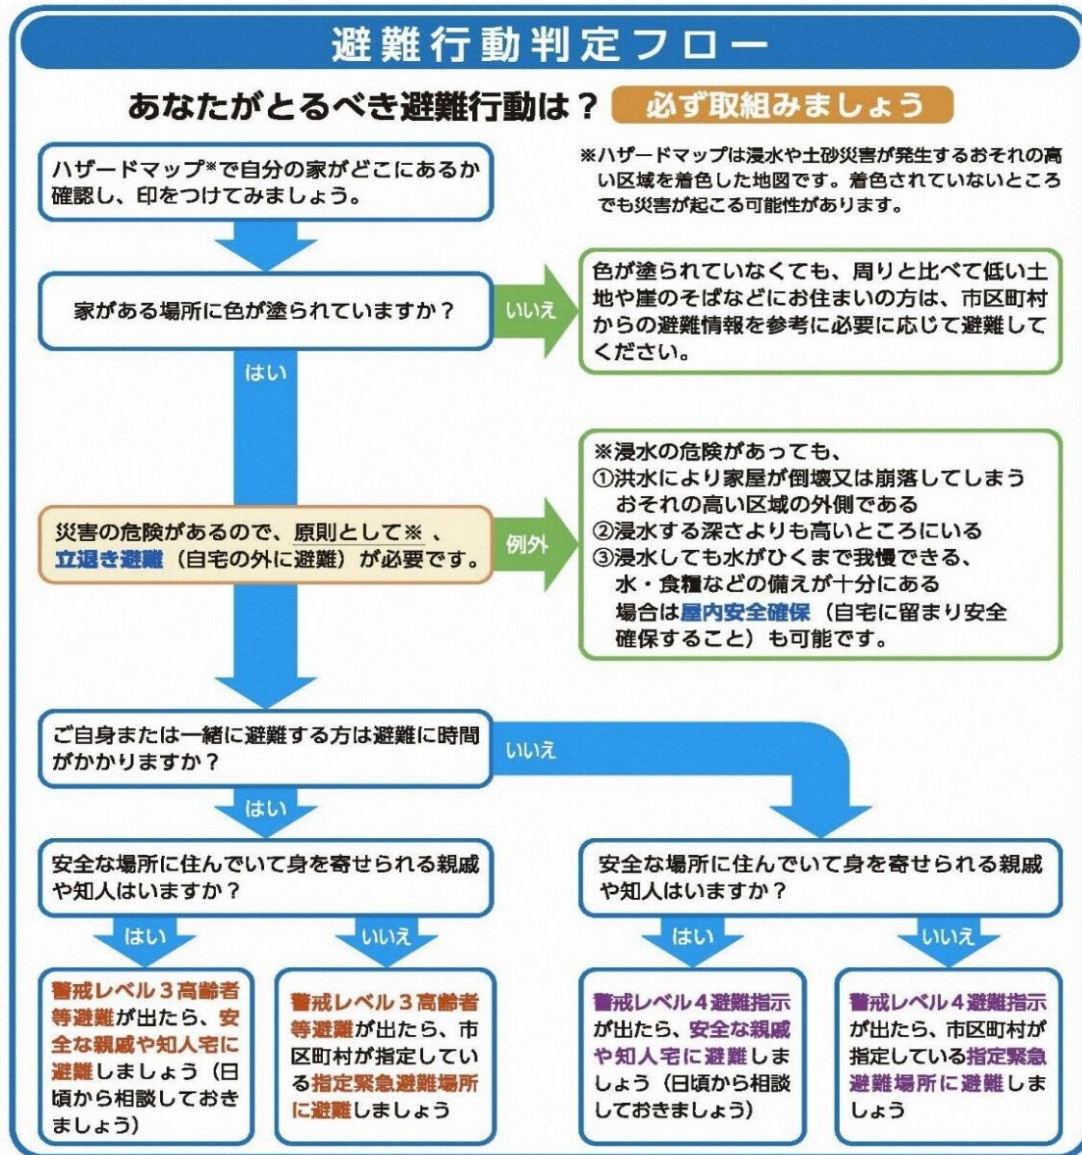 避難行動判定フロー
あなたがとるべき避難行動は？ 必ず取組みましょう
ハザードマップ※で自分の家がどこにあるか
確認し、印をつけてみましょう。
※ハザードマップは浸水や土砂災害が発生するおそれの高
い区域を着色した地図です。着色されていないところ
でも災害が起こる可能性があります。
家がある場所に色が塗られていますか？
いいえ
色が塗られていなくても、周りと比べて低い土
地や崖のそばなどにお住まいの方は、市区町村
からの避難情報を参考に必要に応じて避難して
ください。
はい
災害の危険があるので、原則として※、
立退き避難（自宅の外に避難）が必要です。
例外
※浸水の危険があっても、
①洪水により家屋が倒壊又は崩落してしまう
おそれの高い区域の外側である
②浸水する深さよりも高いところにいる
③浸水しても水がひくまで我慢できる、
水・食糧などの備えが十分にある
場合は屋内安全確保（自宅に留まり安全
確保すること）も可能です。
ご自身または一緒に避難する方は避難に時間
がかかりますか？
いいえ
はい
安全な場所に住んでいて身を寄せられる親戚
や知人はいますか？
はい
いいえ
警戒レベル３高齢者
等避難が出たら、安
全な親戚や知人宅に
避難しましょう（日
頃から相談しておき
ましょう）
警戒レベル３高齢者
等避難が出たら、市
区町村が指定してい
る指定緊急避難場所
に避難しましょう
安全な場所に住んでいて身を寄せられる親戚
や知人はいますか？
はい
いいえ
警戒レベル４避難指示
が出たら、安全な親戚
や知人宅に避難しま
しょう（日頃から相談
しておきましょう）
警戒レベル４避難指示
が出たら、市区町村が
指定している指定緊急
避難場所に避難しま
しょう